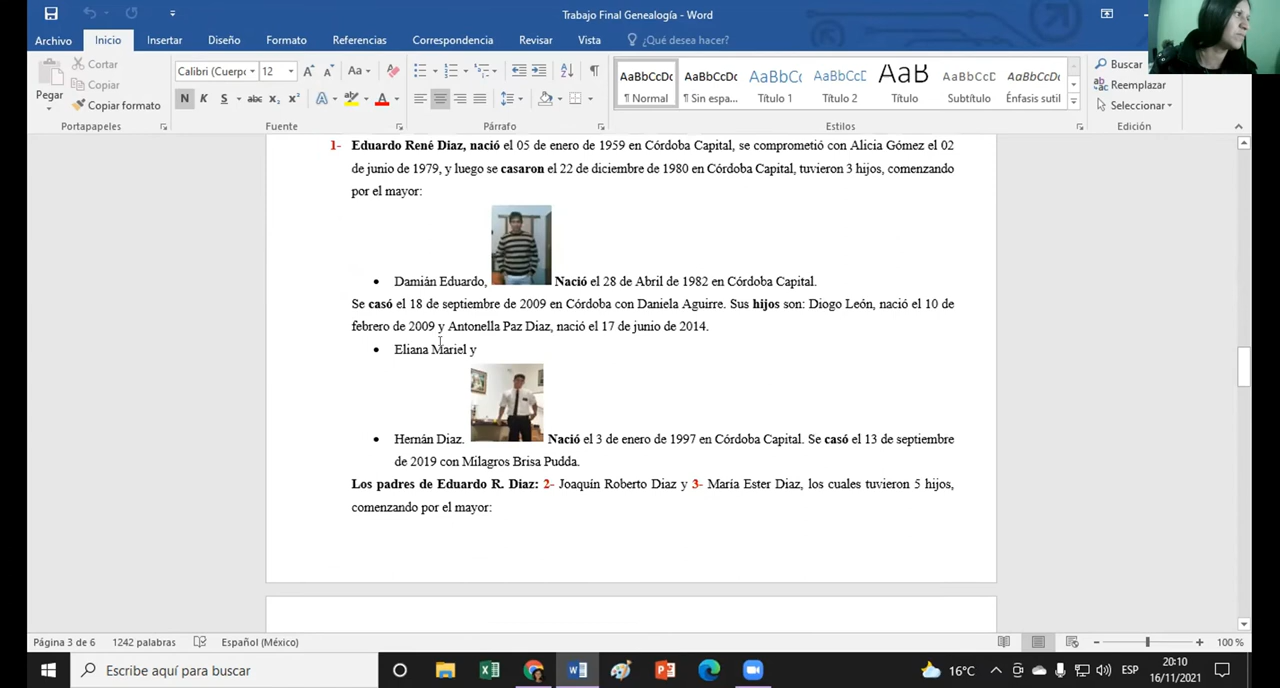 Trabajo Final Genealogía - Word
Archivo Inicio Insertar Diseño Formato Referencias Correspondencia Revisar Vista ¿Qué desea hacer?
Pegar
Cortar
Copiar
Copiar formato
Portapapeles
Calibri (Cuerpo 12
N K S abc x₂ x²
Fuente
Párrafo
AaBbCcDc AaBbCcDc AaBbCc AaBbCcD AaB AaBbCcD AaBbCcDc
¶ Normal ¶ Sin espa... Título 1 Título 2 Título Subtítulo Énfasis sutil
Estilos
Buscar
Reemplazar
Seleccionar
Edición
1- Eduardo René Diaz, nació el 05 de enero de 1959 en Córdoba Capital, se comprometió con Alicia Gómez el 02
de junio de 1979, y luego se casaron el 22 de diciembre de 1980 en Córdoba Capital, tuvieron 3 hijos, comenzando
por el mayor:
• Damián Eduardo, Nació el 28 de Abril de 1982 en Córdoba Capital.
Se casó el 18 de septiembre de 2009 en Córdoba con Daniela Aguirre. Sus hijos son: Diogo León, nació el 10 de
febrero de 2009 y Antonella Paz Diaz, nació el 17 de junio de 2014.
• Eliana Mariel y
• Hernán Diaz. Nació el 3 de enero de 1997 en Córdoba Capital. Se casó el 13 de septiembre
de 2019 con Milagros Brisa Pudda.
Los padres de Eduardo R. Diaz: 2- Joaquín Roberto Diaz y 3- María Ester Diaz, los cuales tuvieron 5 hijos,
comenzando por el mayor:
Página 3 de 6 1242 palabras Español (México) 100 %
Escribe aquí para buscar
16°C
ESP
20:10
16/11/2021